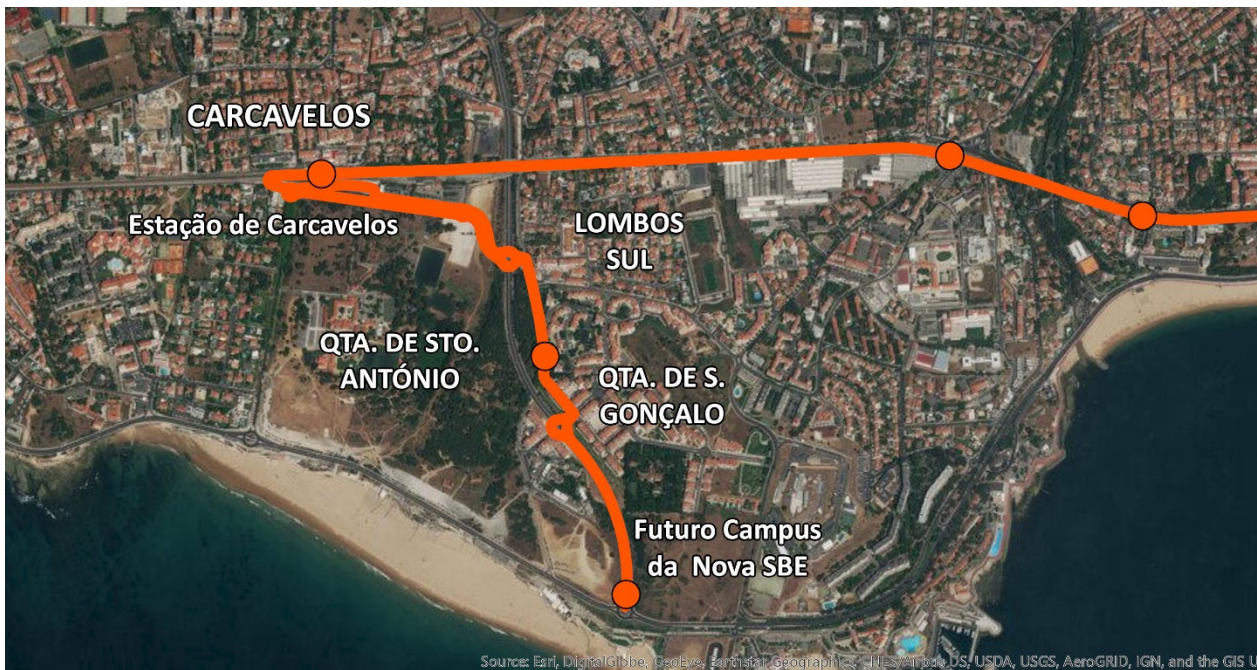 CARCAVELOS
Estação de Carcavelos
LOMBOS
SUL
QTA. DE STO.
ANTÓNIO
QTA. DE S.
GONÇALO
Futuro Campus
da Nova SBE
Source: Esri, DigitalGlobe, GeoEye, Earthstar Geographics, CNES/Airbus DS, USDA, USGS, AeroGRID, IGN, and the GIS U